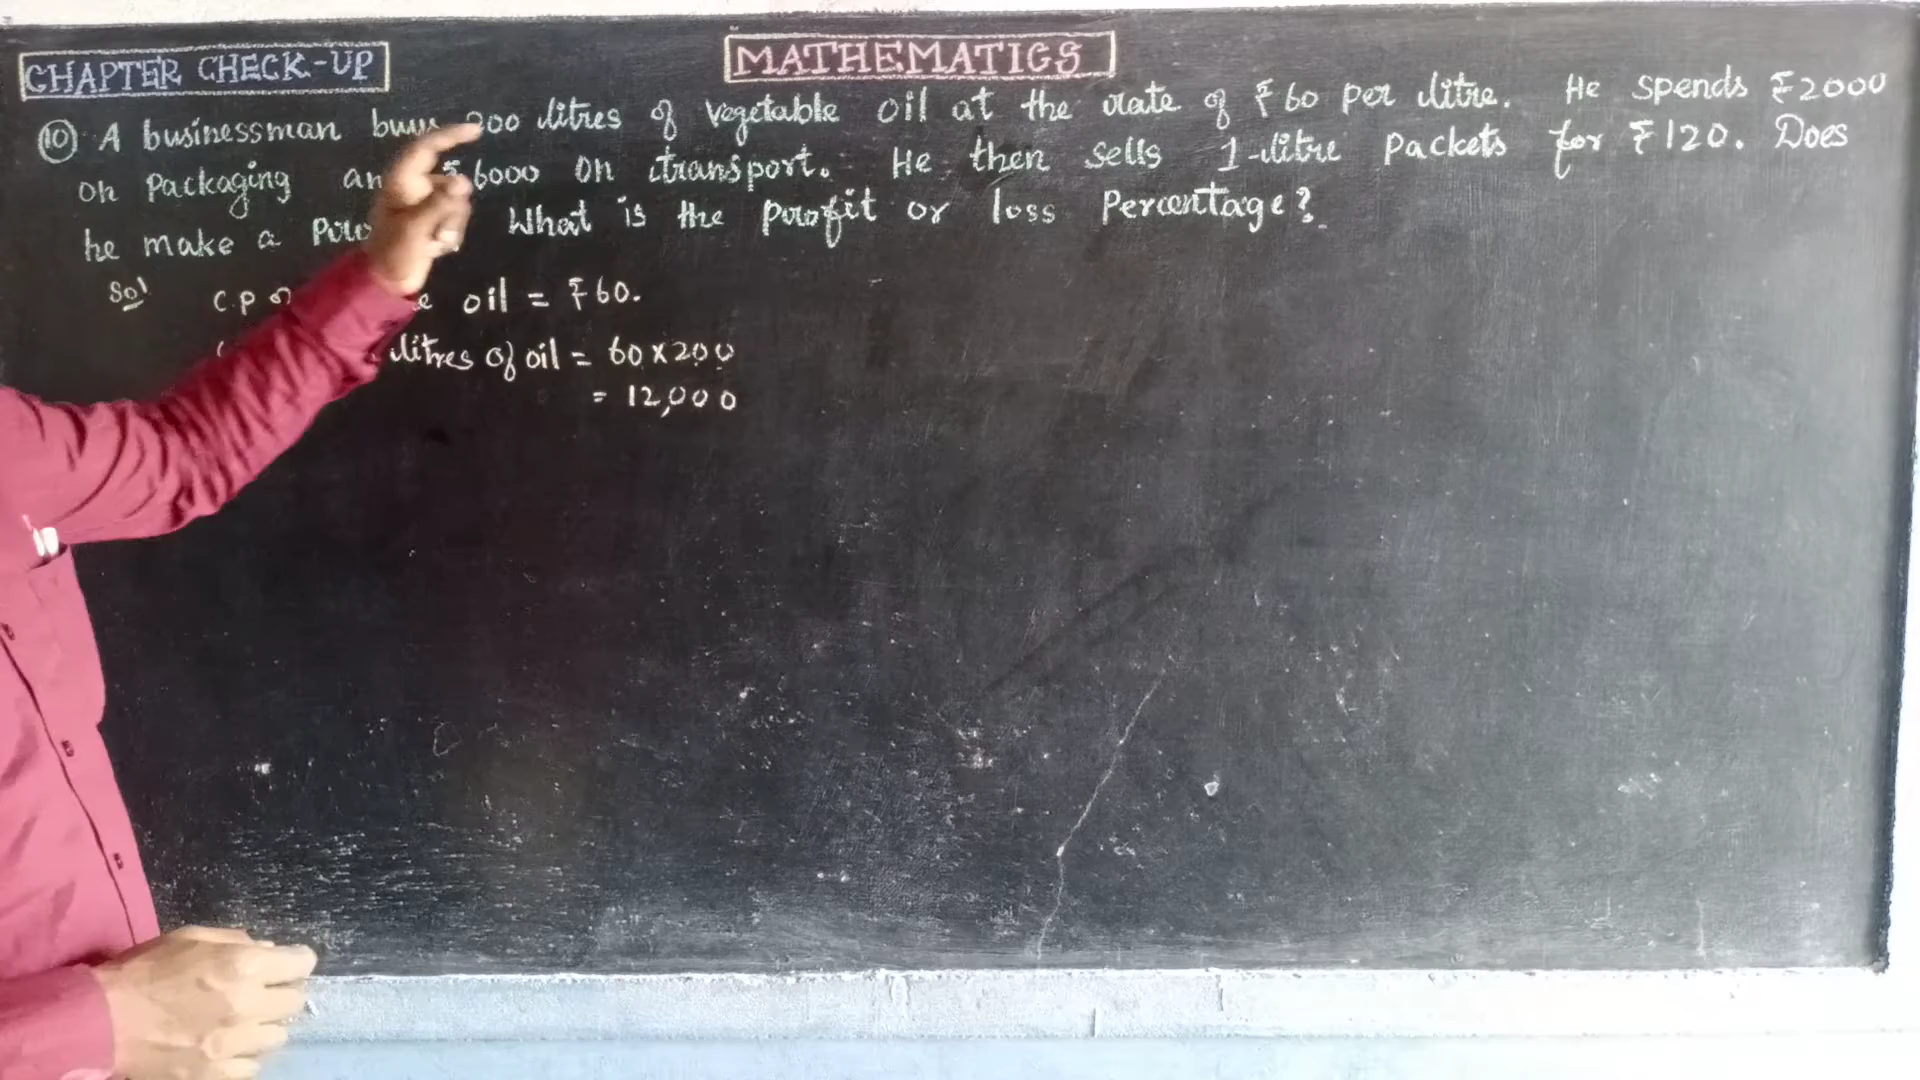 CHAPTER CHECK-UP
MATHEMATICS
10 A businessman buys 200 litres of vegetable oil at the rate of ₹60 per litre. He spends ₹2000
on Packaging an ₹6000 on transport. He then sells 1-litre Packets for ₹120. Does
he make a What is the profit or loss Percentage?
Sol C.P oil = ₹60.
litres of oil = 60×200
= 12,000